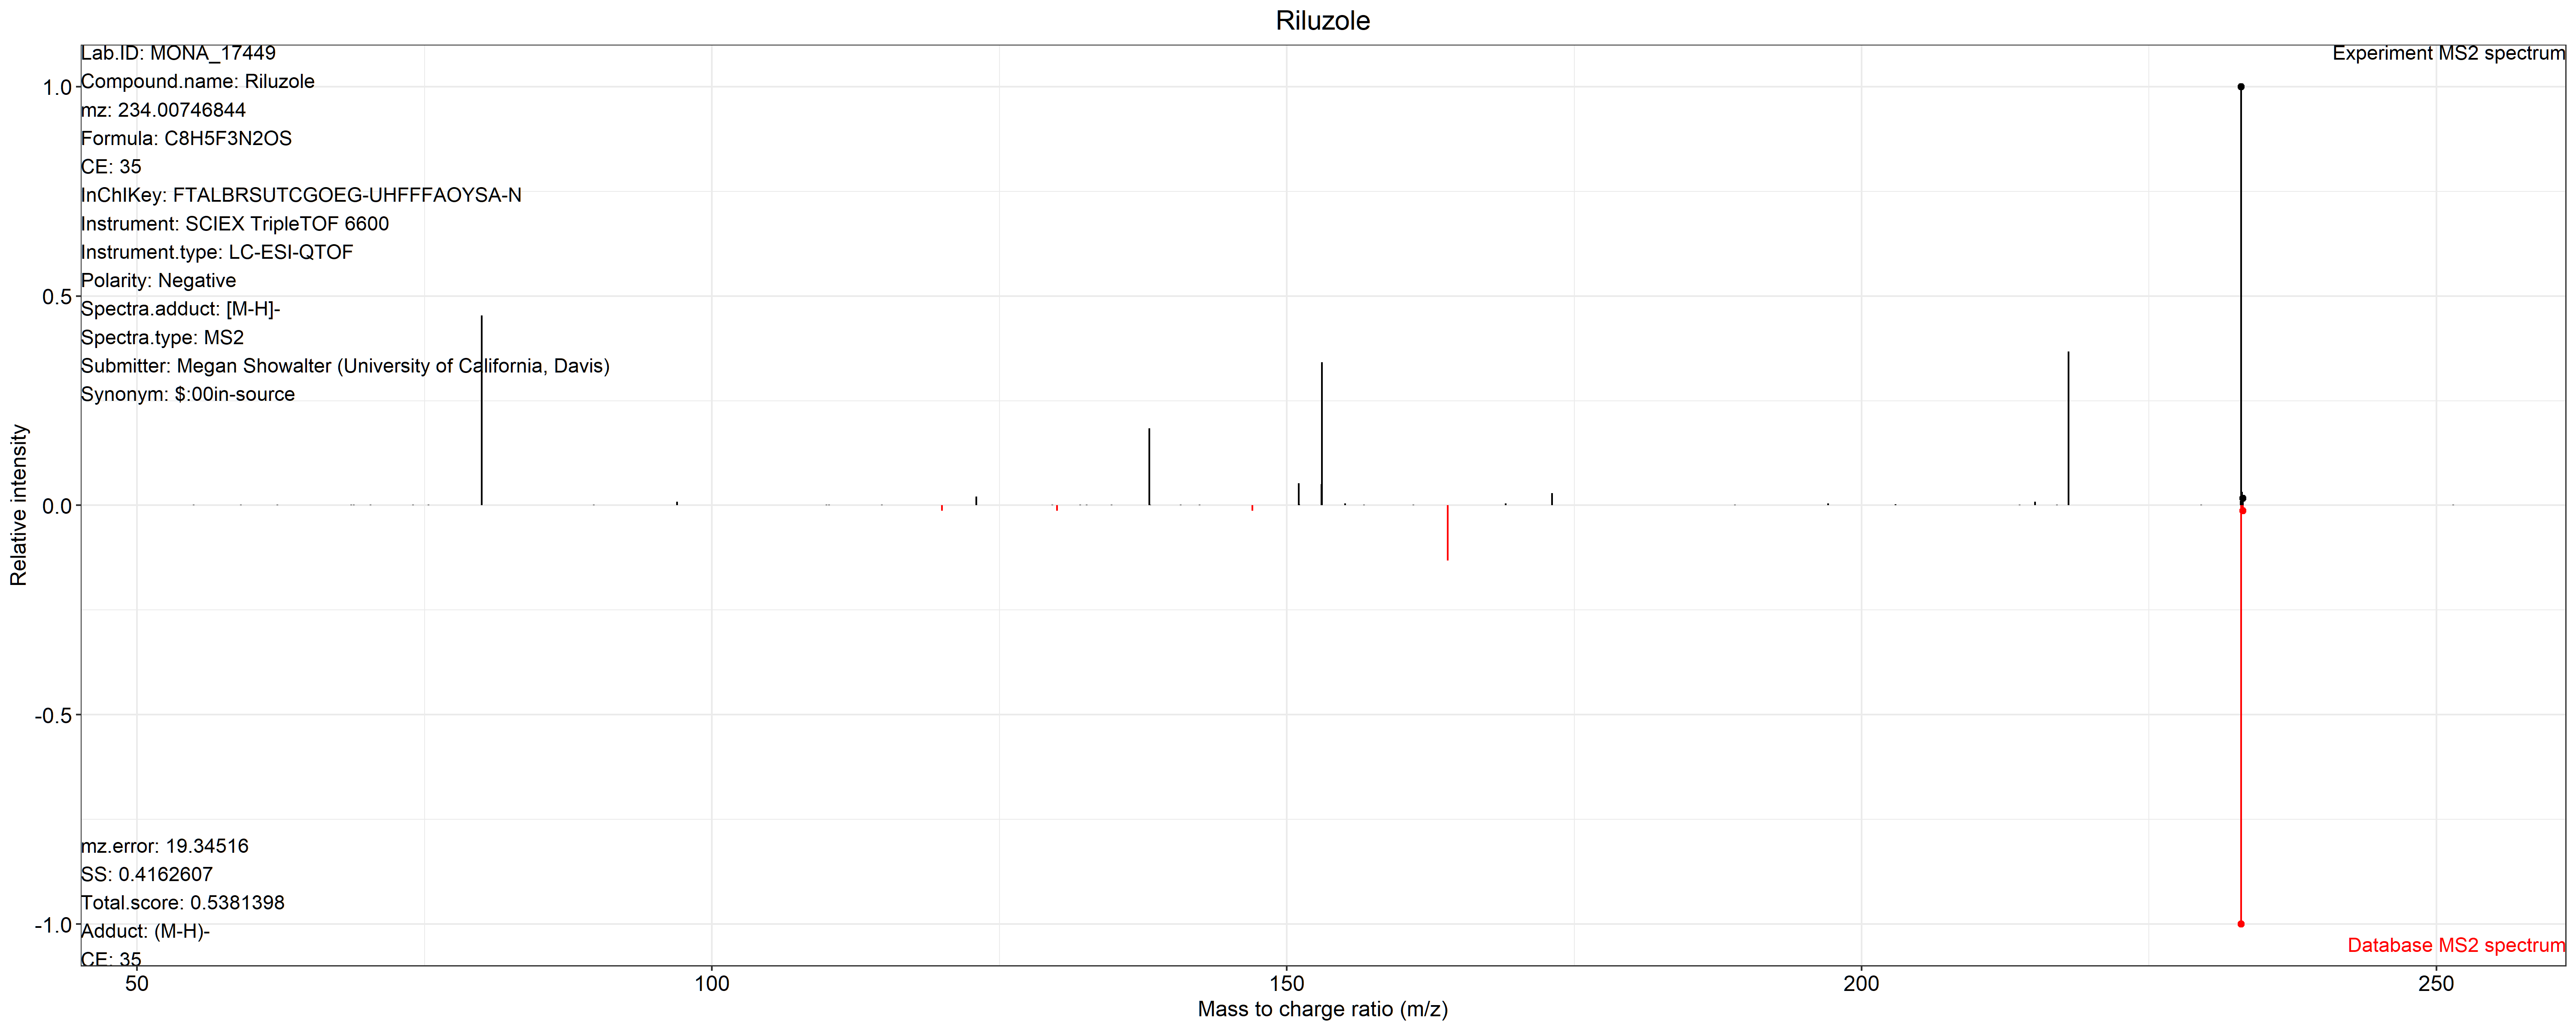 Riluzole
Lab.ID: MONA_17449
Experiment MS2 spectrum
Compound.name: Riluzole
mz: 234.00746844
Formula: C8H5F3N2OS
CE: 35
InChIKey: FTALBRSUTCGOEG-UHFFFAOYSA-N
Instrument: SCIEX TripleTOF 6600
Instrument.type: LC-ESI-QTOF
Polarity: Negative
Spectra.adduct: [M-H]-
Spectra.type: MS2
Submitter: Megan Showalter (University of California, Davis)
Synonym: $:00in-source
1.0
0.5
0.0
-0.5
-1.0
Relative intensity
mz.error: 19.34516
SS: 0.4162607
Total.score: 0.5381398
Adduct: (M-H)-
CE: 35
Database MS2 spectrum
50
100
150
200
250
Mass to charge ratio (m/z)